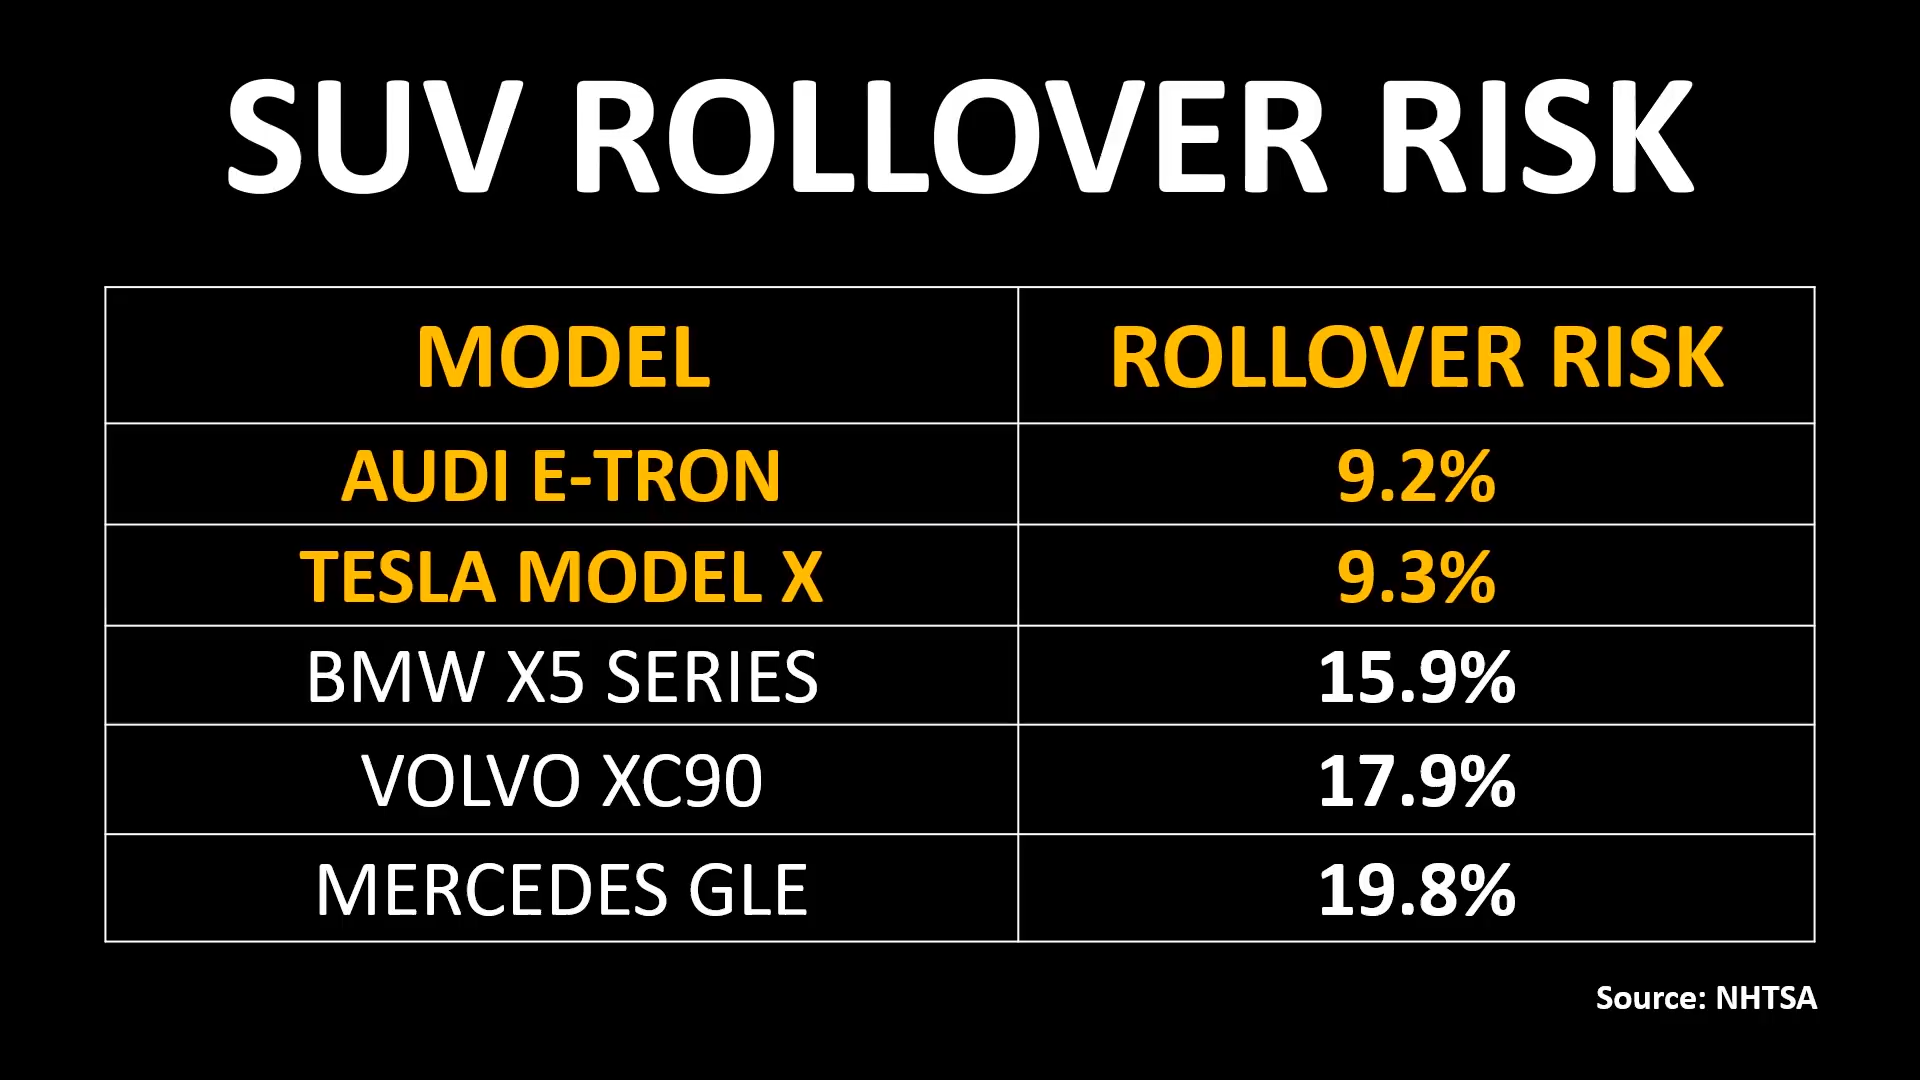 SUV ROLLOVER RISK
MODEL ROLLOVER RISK
AUDI E-TRON 9.2%
TESLA MODEL X 9.3%
BMW X5 SERIES 15.9%
VOLVO XC90 17.9%
MERCEDES GLE 19.8%
Source: NHTSA